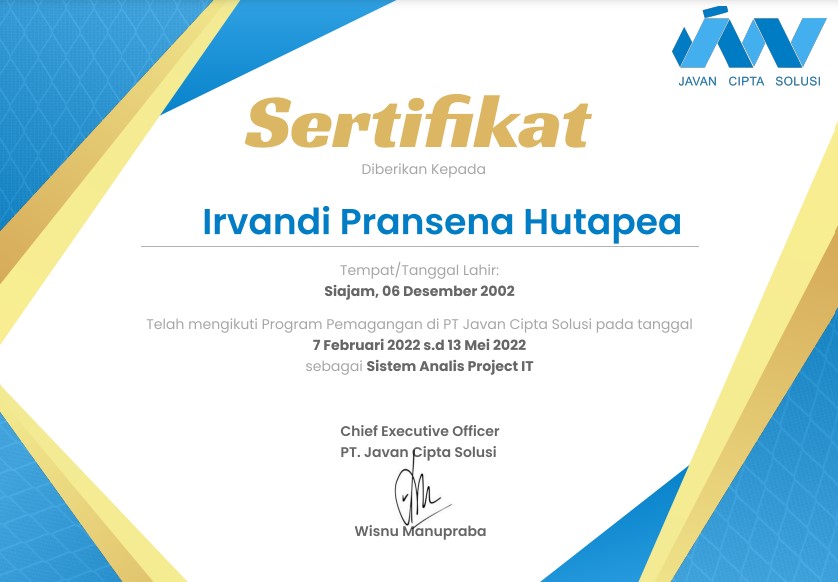 JAVAN CIPTA SOLUSI
Sertifikat
Diberikan Kepada
Irvandi Pransena Hutapea
Tempat/Tanggal Lahir:
Siajam, 06 Desember 2002
Telah mengikuti Program Pemagangan di PT Javan Cipta Solusi pada tanggal
7 Februari 2022 s.d 13 Mei 2022
sebagai Sistem Analis Project IT
Chief Executive Officer
PT. Javan Cipta Solusi
Wisnu Manupraba